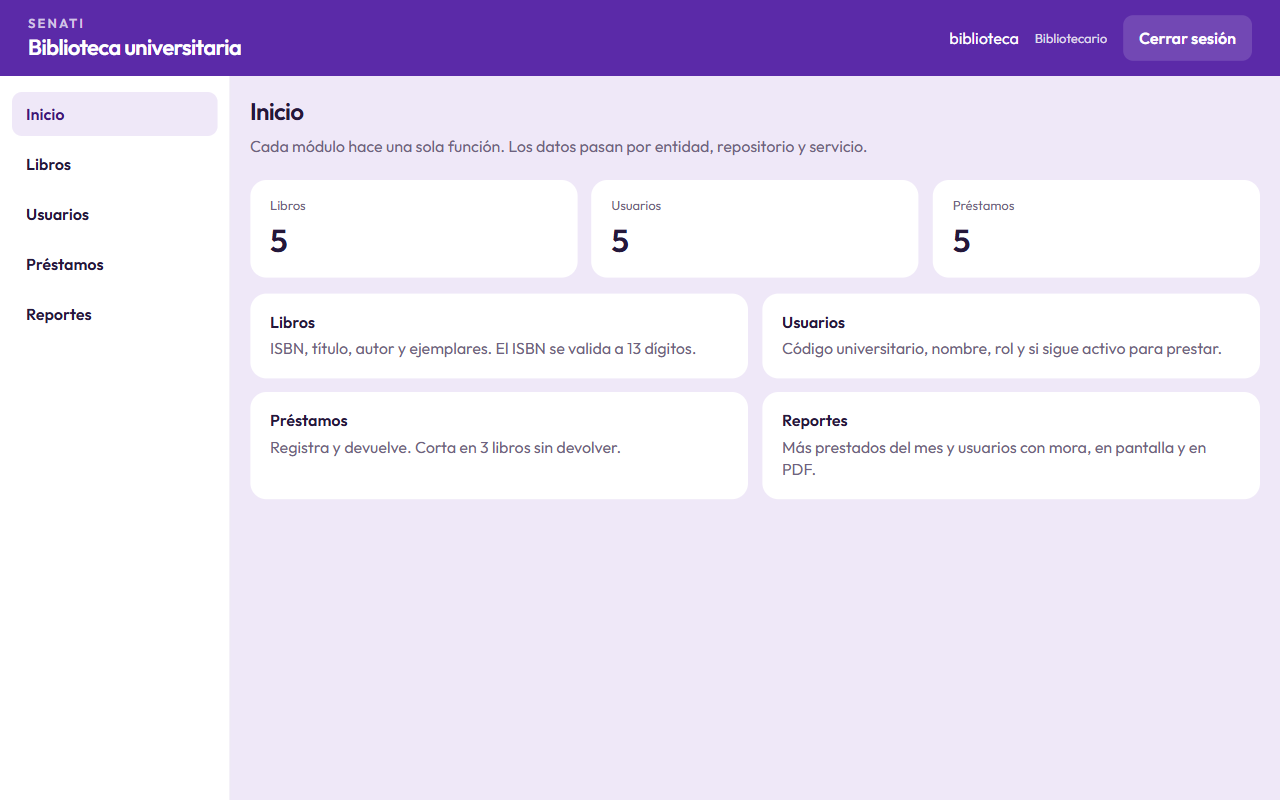 SENATI
Biblioteca universitaria
biblioteca
Bibliotecario
Cerrar sesión
Inicio
Libros
Usuarios
Préstamos
Reportes
Inicio
Cada módulo hace una sola función. Los datos pasan por entidad, repositorio y servicio.
Libros
5
Usuarios
5
Préstamos
5
Libros
ISBN, título, autor y ejemplares. El ISBN se valida a 13 dígitos.
Usuarios
Código universitario, nombre, rol y si sigue activo para prestar.
Préstamos
Registra y devuelve. Corta en 3 libros sin devolver.
Reportes
Más prestados del mes y usuarios con mora, en pantalla y en
PDF.